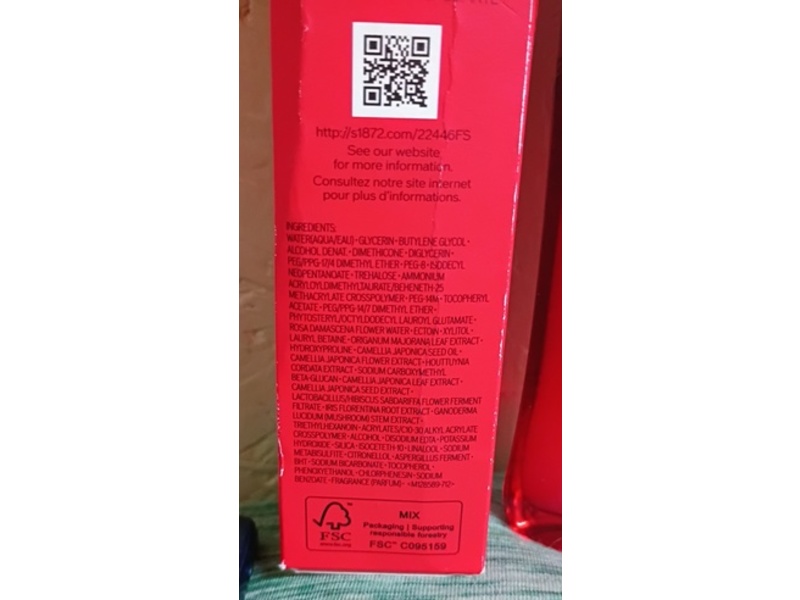 http://s1872.com/22446FS
See our website
for more information.
Consultez notre site internet
pour plus d'informations.
INGREDIENTS:
WATER(AQUA/EAU)•GLYCERIN•BUTYLENE GLYCOL•
ALCOHOL DENAT.•DIMETHICONE•DIGLYCERIN•
PEG/PPG-17/4 DIMETHYL ETHER•PEG-8•ISODECYL
NEOPENTANOATE•TREHALOSE•AMMONIUM
ACRYLOYLDIMETHYLTAURATE/BEHENETH-25
METHACRYLATE CROSSPOLYMER•PEG-14M•TOCOPHERYL
ACETATE•PEG/PPG-14/7 DIMETHYL ETHER•
PHYTOSTERYL/OCTYLDODECYL LAUROYL GLUTAMATE•
ROSA DAMASCENA FLOWER WATER•ECTOIN•XYLITOL•
LAURYL BETAINE•ORIGANUM MAJORANA LEAF EXTRACT•
HYDROXYPROLINE•CAMELLIA JAPONICA SEED OIL•
CAMELLIA JAPONICA FLOWER EXTRACT•HOUTTUYNIA
CORDATA EXTRACT•SODIUM CARBOXYMETHYL
BETA-GLUCAN•CAMELLIA JAPONICA LEAF EXTRACT•
CAMELLIA JAPONICA SEED EXTRACT•
LACTOBACILLUS/HIBISCUS SABDARIFFA FLOWER FERMENT
FILTRATE•IRIS FLORENTINA ROOT EXTRACT•GANODERMA
LUCIDUM (MUSHROOM) STEM EXTRACT•
TRIETHYLHEXANOIN•ACRYLATES/C10-30 ALKYL ACRYLATE
CROSSPOLYMER•ALCOHOL•DISODIUM EDTA•POTASSIUM
HYDROXIDE•SILICA•ISOCETETH-10•LINALOOL•SODIUM
METABISULFITE•CITRONELLOL•ASPERGILLUS FERMENT•
BHT•SODIUM BICARBONATE•TOCOPHEROL•
PHENOXYETHANOL•CHLORPHENESIN•SODIUM
BENZOATE•FRAGRANCE (PARFUM)•<M128589-712>
FSC
www.fsc.org
MIX
Packaging | Supporting
responsible forestry
FSC™ C095159